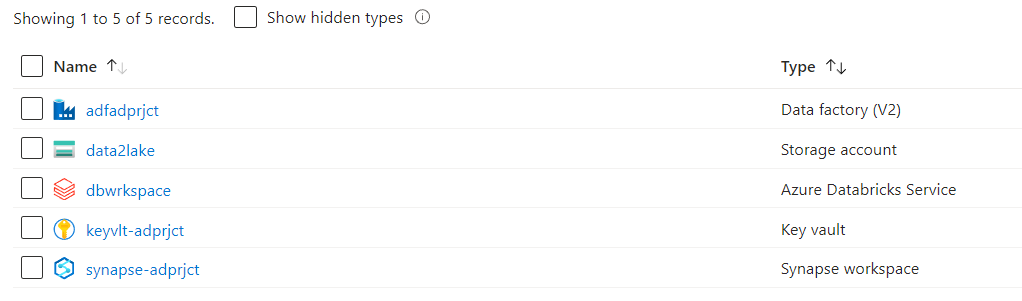 Showing 1 to 5 of 5 records. Show hidden types
Name Type
adfadprjct Data factory (V2)
data2lake Storage account
dbwrkspace Azure Databricks Service
keyvlt-adprjct Key vault
synapse-adprjct Synapse workspace